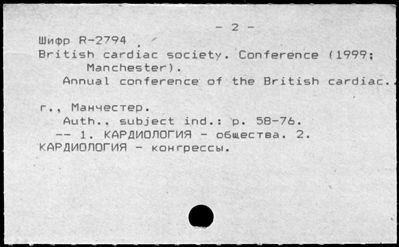 - 2 -
Шифр R-2794
British cardiac society. Conference (1999;
Manchester).
Annual conference of the British cardiac..
г., Манчестер.
Auth., subject ind.: p. 58-76.
-- 1. КАРДИОЛОГИЯ - общества. 2.
КАРДИОЛОГИЯ - конгрессы.